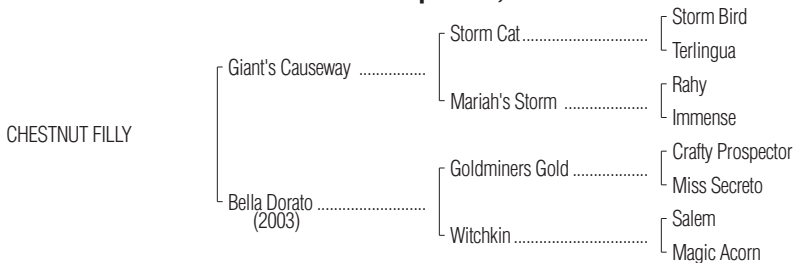 Storm Bird
Storm Cat................................
Terlingua
Giant's Causeway ................
Rahy
Mariah's Storm .....................
Immense
CHESTNUT FILLY
Crafty Prospector
Goldminers Gold ...................
Miss Secreto
Bella Dorato ..........................
(2003)
Salem
Witchkin..................................
Magic Acorn